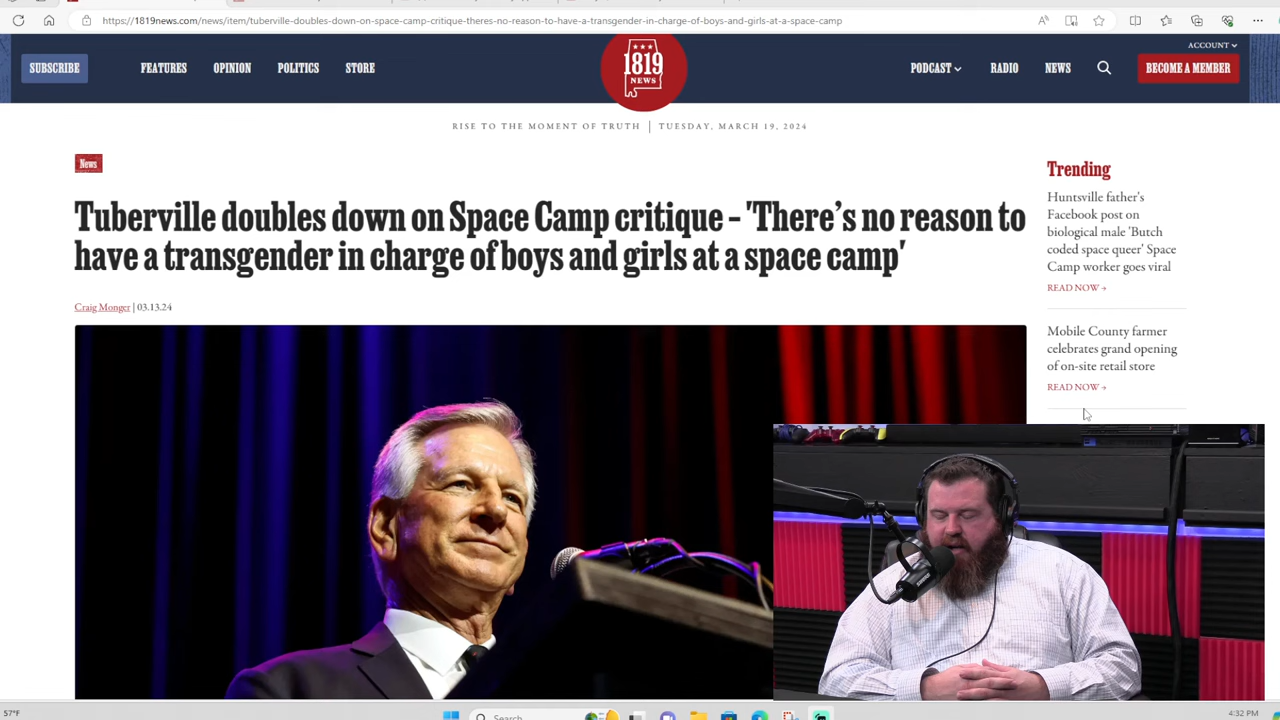 https://1819news.com/news/item/tuberville-doubles-down-on-space-camp-critique-theres-no-reason-to-have-a-transgender-in-charge-of-boys-and-girls-at-a-space-camp
ACCOUNT
SUBSCRIBE
FEATURES
OPINION
POLITICS
STORE
1819
NEWS
PODCAST
RADIO
NEWS
BECOME A MEMBER
RISE TO THE MOMENT OF TRUTH | TUESDAY, MARCH 19, 2024
News
Tuberville doubles down on Space Camp critique - 'There's no reason to
have a transgender in charge of boys and girls at a space camp'
Craig Monger | 03.13.24
Trending
Huntsville father's
Facebook post on
biological male 'Butch
coded space queer' Space
Camp worker goes viral
READ NOW →
Mobile County farmer
celebrates grand opening
of on-site retail store
READ NOW →
57°F
Search
4:32 PM